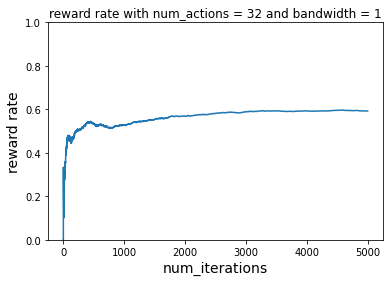 reward rate with num_actions = 32 and bandwidth = 1
1.0
0.8
0.6
0.4
0.2
0.0
reward rate
0 1000 2000 3000 4000 5000
num_iterations